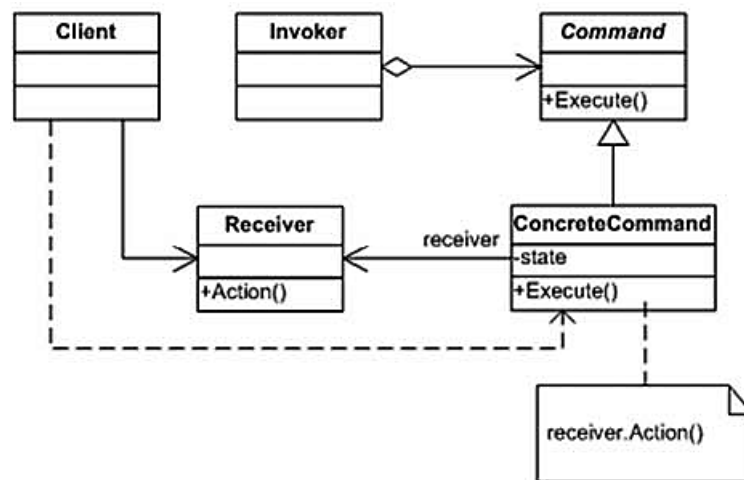 Client
Invoker
Command
+Execute()
Receiver
+Action()
receiver
ConcreteCommand
-state
+Execute()
receiver.Action()